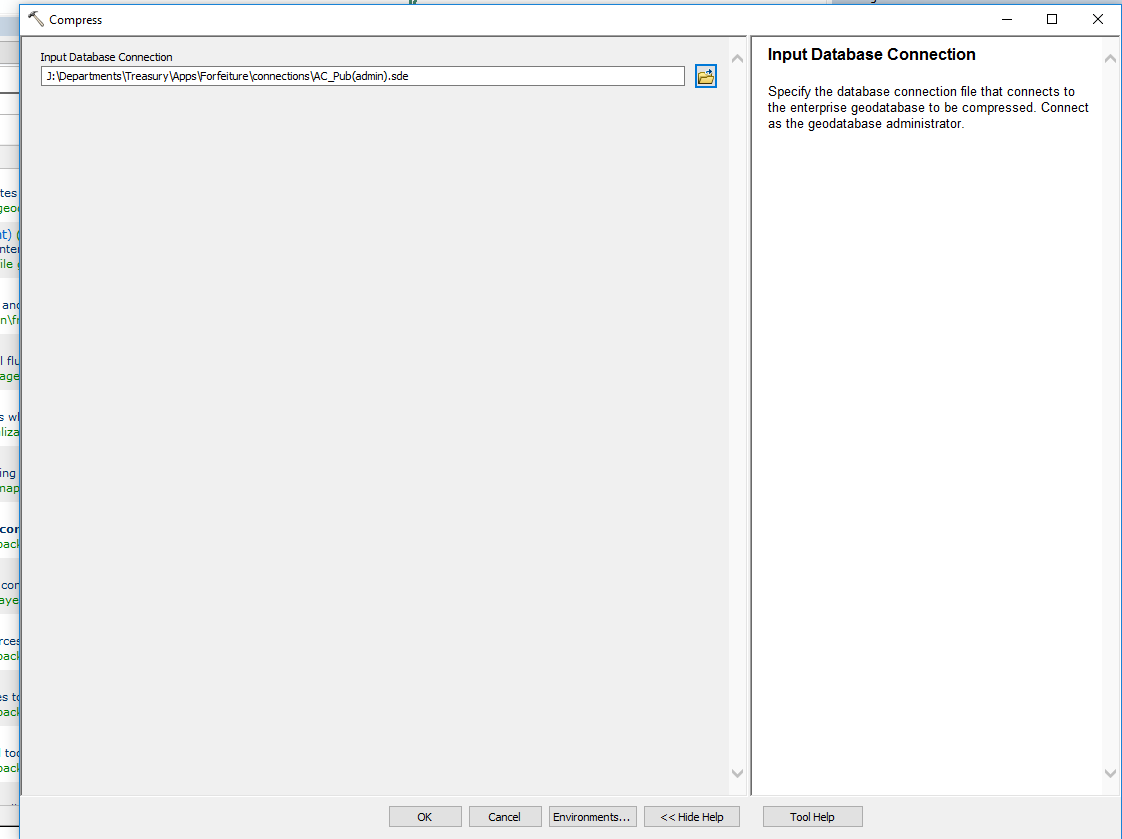 Compress
Input Database Connection
J:\Departments\Treasury\Apps\Forfeiture\connections\AC_Pub(admin).sde
Input Database Connection
Specify the database connection file that connects to
the enterprise geodatabase to be compressed. Connect
as the geodatabase administrator.
OK
Cancel
Environments...
<< Hide Help
Tool Help